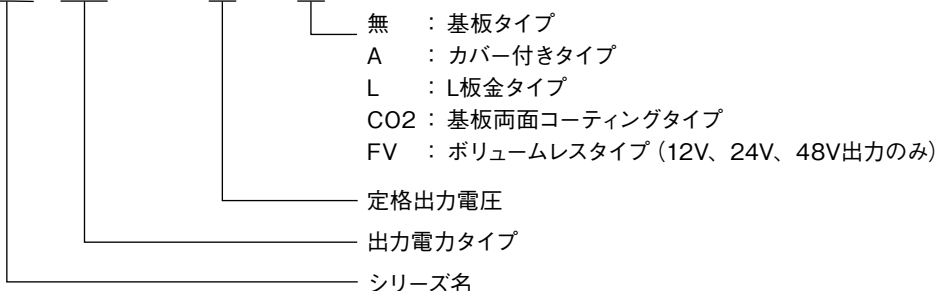 無 : 基板タイプ
A : カバー付きタイプ
L : L板金タイプ
CO2 : 基板両面コーティングタイプ
FV : ボリュームレスタイプ(12V、24V、48V出力のみ)
定格出力電圧
出力電力タイプ
シリーズ名